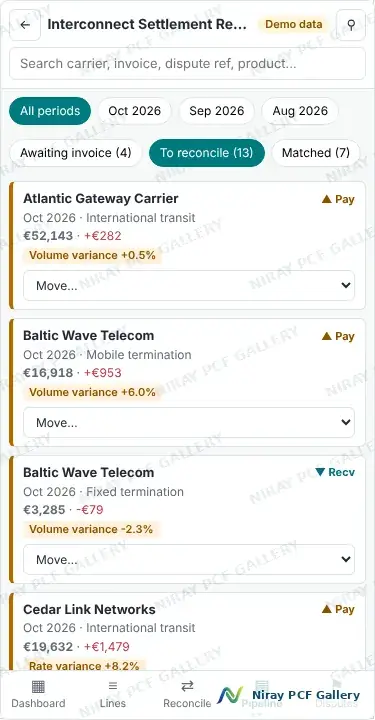 ← Interconnect Settlement Re... Demo data
Search carrier, invoice, dispute ref, product...
All periods Oct 2026 Sep 2026 Aug 2026
Awaiting invoice (4) To reconcile (13) Matched (7)
Atlantic Gateway Carrier ▲ Pay
Oct 2026 · International transit
€52,143 · +€282
Volume variance +0.5%
Move...
Baltic Wave Telecom ▲ Pay
Oct 2026 · Mobile termination
€16,918 · +€953
Volume variance +6.0%
Move...
Baltic Wave Telecom ▼ Recv
Oct 2026 · Fixed termination
€3,285 · -€79
Volume variance -2.3%
Move...
Cedar Link Networks ▲ Pay
Oct 2026 · International transit
€19,632 · +€1,479
Rate variance +8.2%
Dashboard Lines Reconcile Pipeline Disputes
Niray PCF Gallery
NIRAY PCF GALLERY